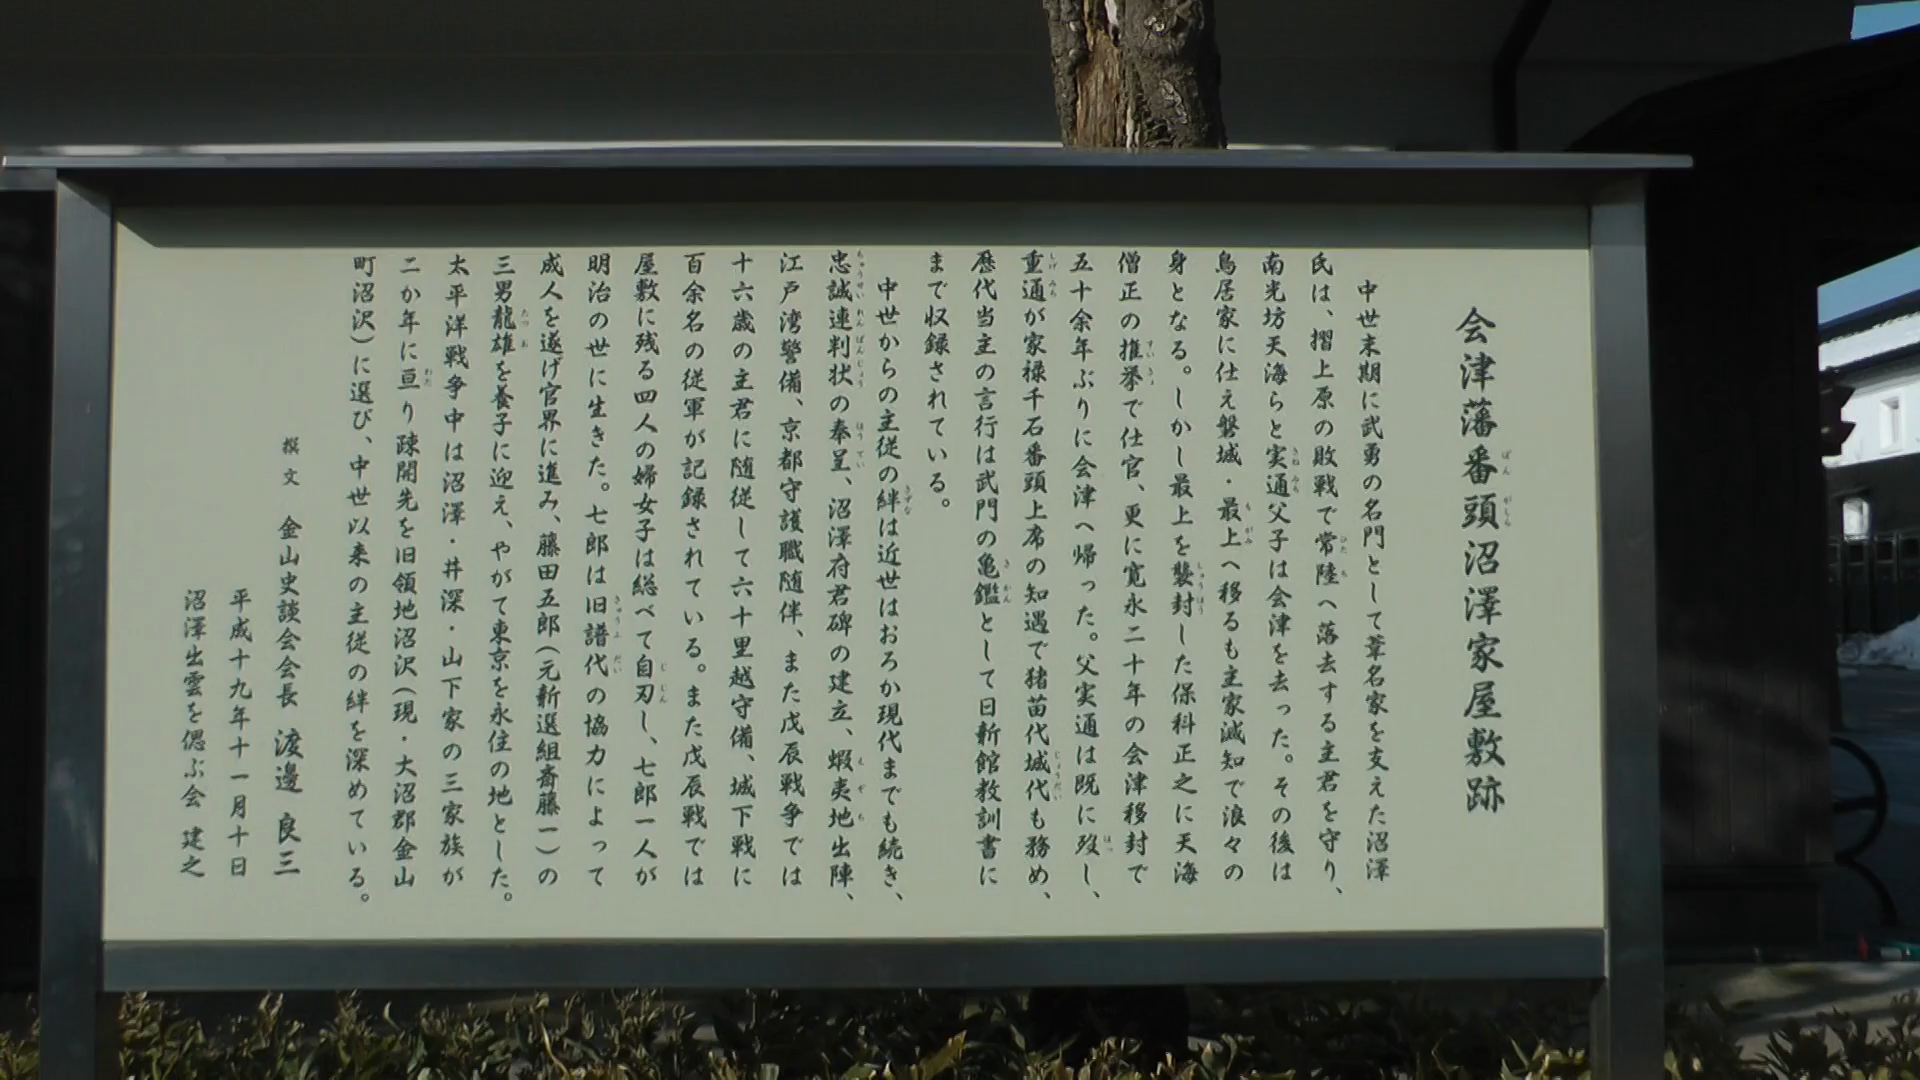 会津藩番頭沼澤家屋敷跡
中世末期に武勇の名門として葦名家を支えた沼澤
氏は、摺上原の敗戦で常陸へ落去する主君を守り、
南光坊天海らと実通父子は会津を去った。その後は
鳥居家に仕え磐城・最上へ移るも主家滅知で浪々の
身となる。しかし最上を襲封した保科正之に天海
僧正の推挙で仕官、更に寛永二十年の会津移封で
五十余年ぶりに会津へ帰った。父実通は既に歿し、
重通が家禄千石番頭上席の知遇で猪苗代城代も務め、
歴代当主の言行は武門の亀鑑として日新館教訓書に
まで収録されている。
中世からの主従の絆は近世はおろか現代までも続き、
忠誠連判状の奉呈、沼澤府君碑の建立、蝦夷地出陣、
江戸湾警備、京都守護職随伴、また戊辰戦争では
十六歳の主君に随従して六十里越守備、城下戦に
百余名の従軍が記録されている。また戊辰戦では
屋敷に残る四人の婦女子は総べて自刃し、七郎一人が
明治の世に生きた。七郎は旧譜代の協力によって
成人を遂げ官界に進み、藤田五郎(元新選組斎藤一)の
三男龍雄を養子に迎え、やがて東京を永住の地とした。
太平洋戦争中は沼澤・井深・山下家の三家族が
二か年に亘り疎開先を旧領地沼沢(現・大沼郡金山
町沼沢)に選び、中世以来の主従の絆を深めている。
撰文 金山史談会会長 渡邊 良三
平成十九年十一月十日
沼澤出雲を偲ぶ会 建之